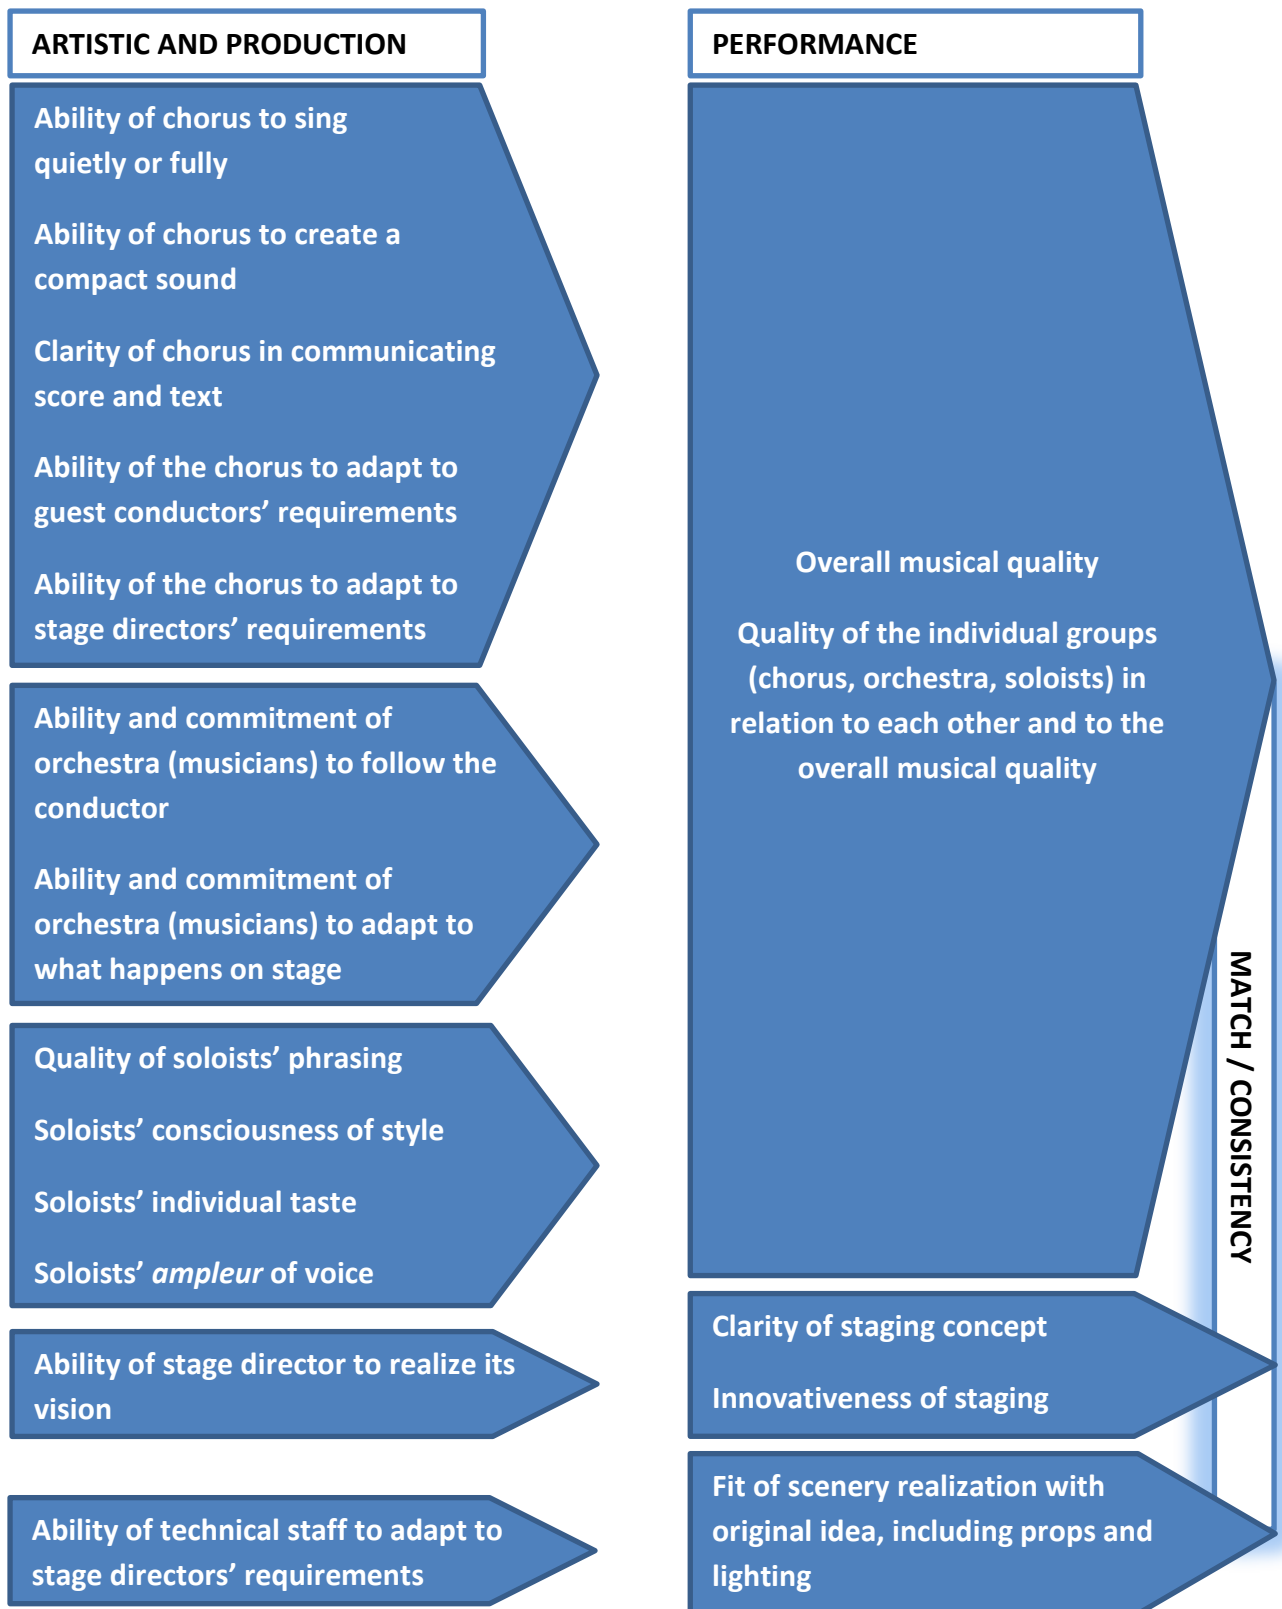 ARTISTIC AND PRODUCTION
Ability of chorus to sing
quietly or fully
Ability of chorus to create a
compact sound
Clarity of chorus in communicating
score and text
Ability of the chorus to adapt to
guest conductors’ requirements
Ability of the chorus to adapt to
stage directors’ requirements
Ability and commitment of
orchestra (musicians) to follow the
conductor
Ability and commitment of
orchestra (musicians) to adapt to
what happens on stage
Quality of soloists’ phrasing
Soloists’ consciousness of style
Soloists’ individual taste
Soloists’ ampleur of voice
Ability of stage director to realize its
vision
Ability of technical staff to adapt to
stage directors’ requirements
PERFORMANCE
Overall musical quality
Quality of the individual groups
(chorus, orchestra, soloists) in
relation to each other and to the
overall musical quality
Clarity of staging concept
Innovativeness of staging
Fit of scenery realization with
original idea, including props and
lighting
MATCH / CONSISTENCY